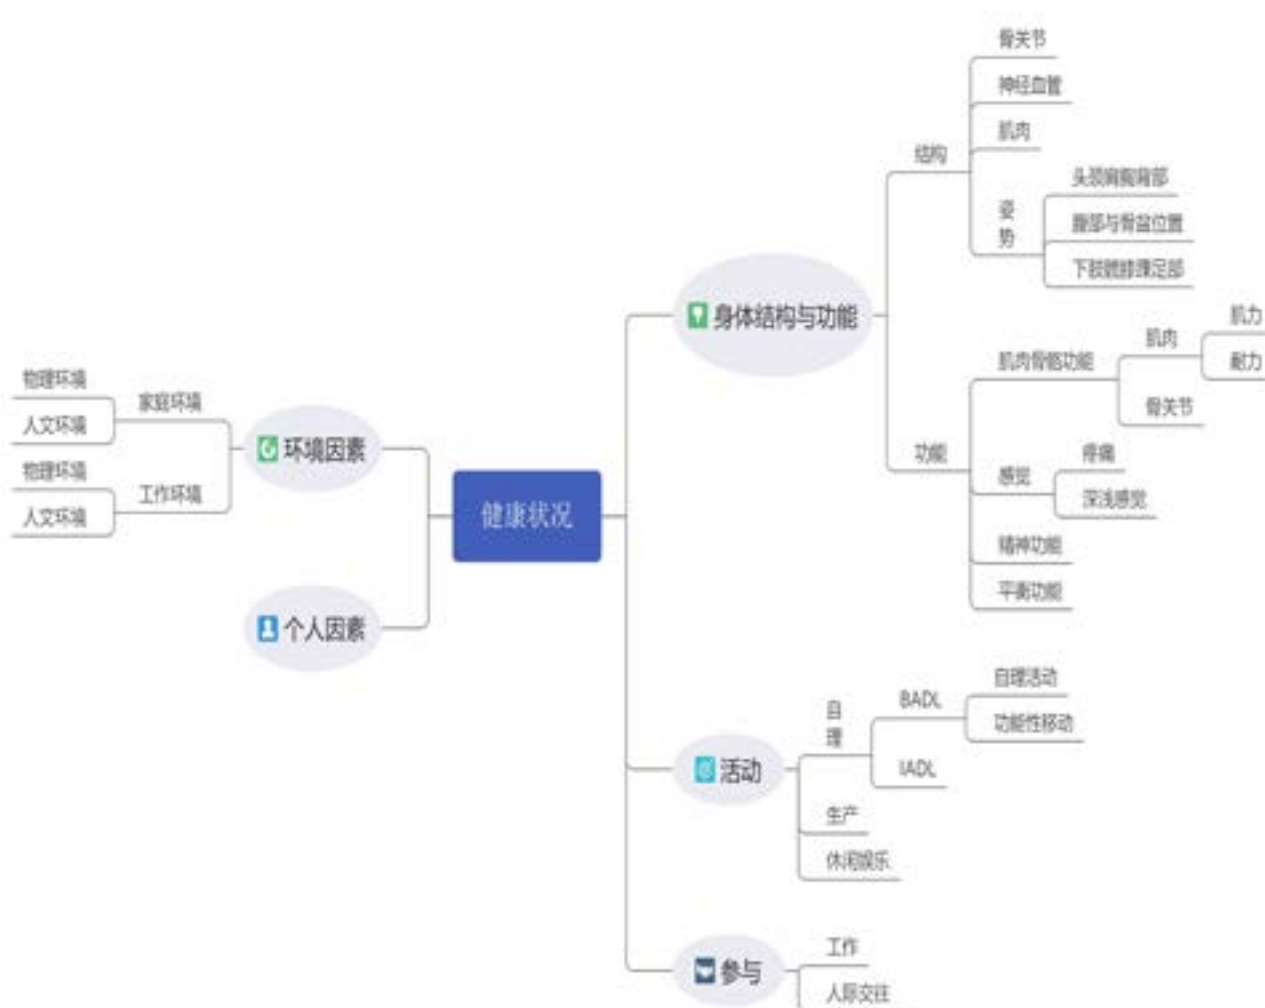 健康状况
身体结构与功能
结构
骨关节
神经血管
肌肉
姿势
头颈肩胸背部
腹部与骨盆位置
下肢髋膝踝足部
功能
肌肉骨骼功能
肌肉
肌力
耐力
骨关节
感觉
疼痛
深浅感觉
精神功能
平衡功能
活动
自理
BADL
自理活动
功能性移动
IADL
生产
休闲娱乐
参与
工作
人际交往
环境因素
家庭环境
物理环境
人文环境
工作环境
物理环境
人文环境
个人因素